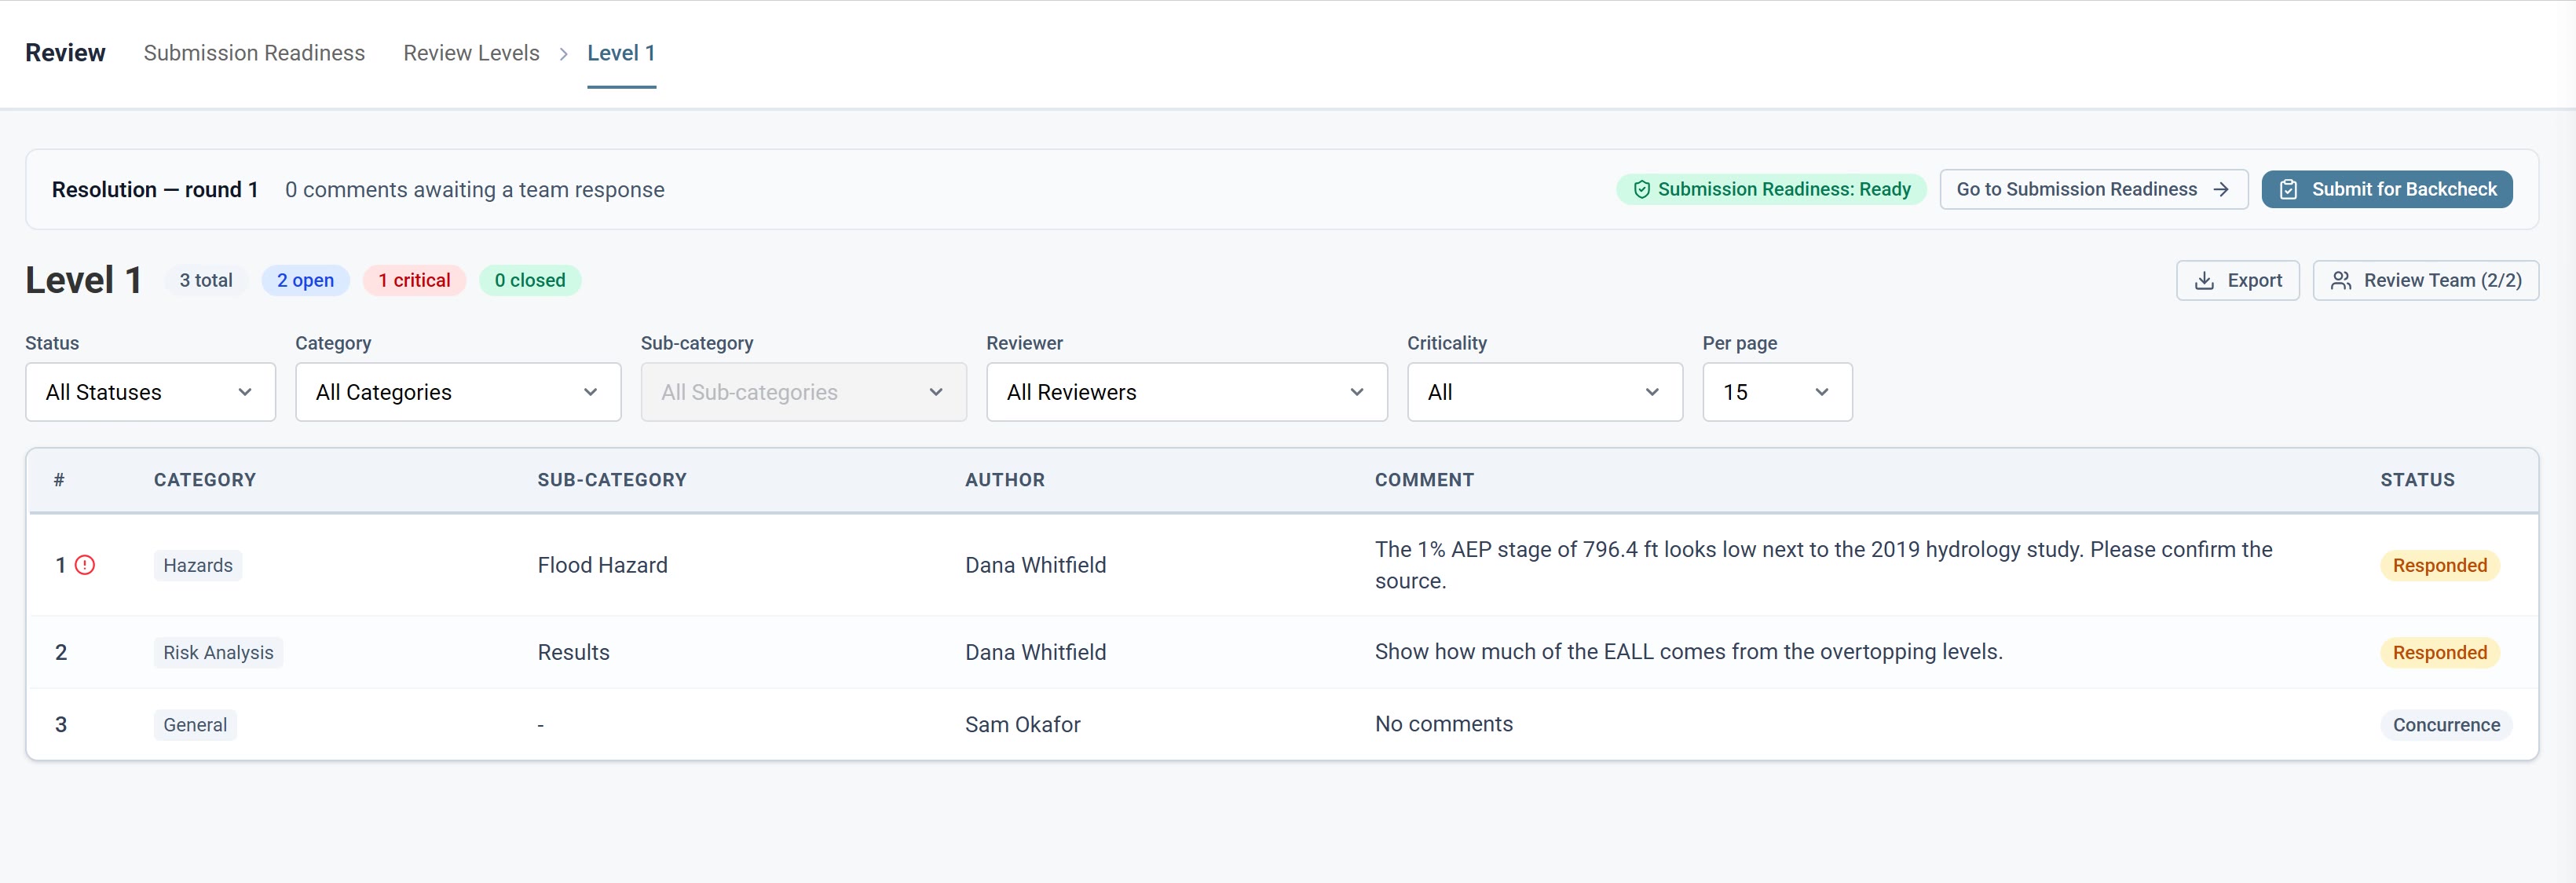 Review Submission Readiness Review Levels > Level 1
Resolution — round 1 0 comments awaiting a team response Submission Readiness: Ready Go to Submission Readiness → Submit for Backcheck
Level 1 3 total 2 open 1 critical 0 closed Export Review Team (2/2)
Status Category Sub-category Reviewer Criticality Per page
All Statuses All Categories All Sub-categories All Reviewers All 15
# CATEGORY SUB-CATEGORY AUTHOR COMMENT STATUS
1 Hazards Flood Hazard Dana Whitfield The 1% AEP stage of 796.4 ft looks low next to the 2019 hydrology study. Please confirm the
source. Responded
2 Risk Analysis Results Dana Whitfield Show how much of the EALL comes from the overtopping levels. Responded
3 General - Sam Okafor No comments Concurrence